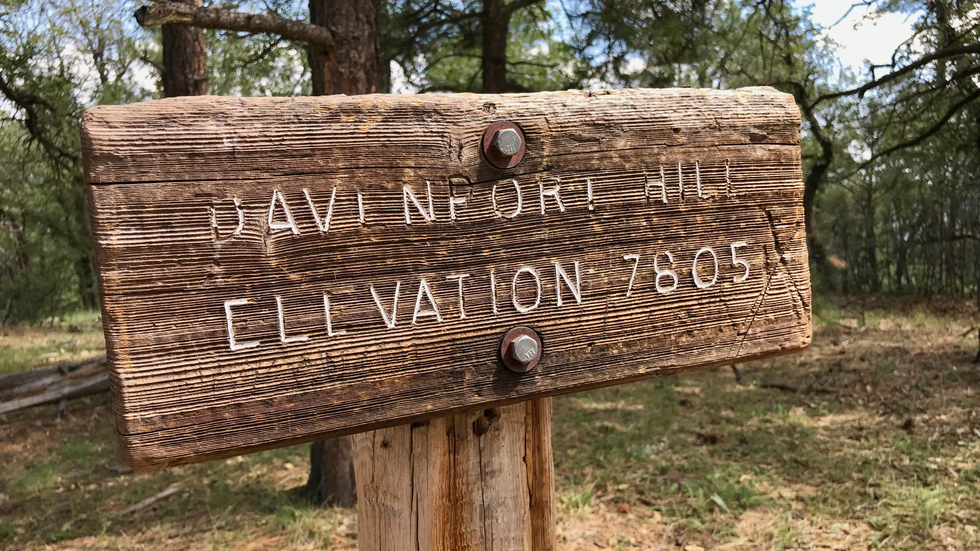 DAVENPORT HILL
ELEVATION 7805